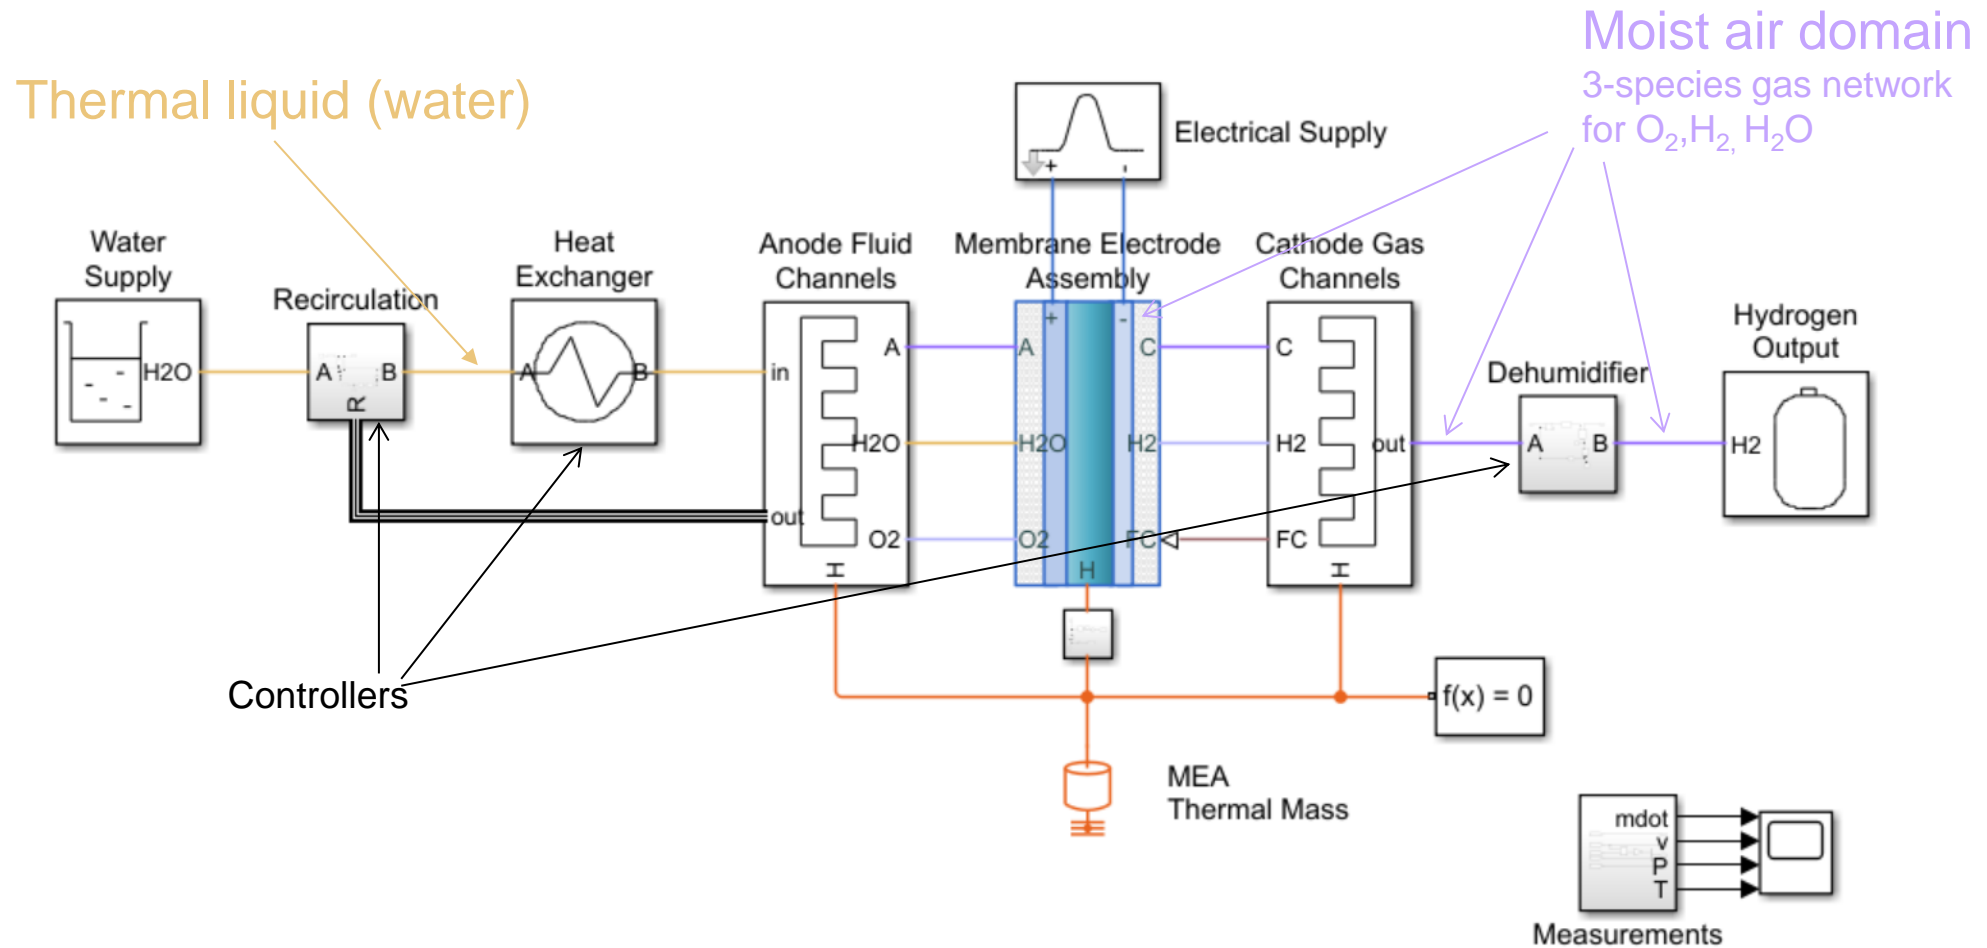 Moist air domain
3-species gas network
for O₂,H₂, H₂O
Thermal liquid (water)
Electrical Supply
+ -
Water
Supply
H2O
Recirculation
A B
R
Heat
Exchanger
A B
Anode Fluid
Channels
in
out
A
H2O
O2
H
Membrane Electrode
Assembly
+ -
A
H2O
O2
C
H2
FC
H
Cathode Gas
Channels
C
H2
FC
out
H
Dehumidifier
A B
Hydrogen
Output
H2
Controllers
f(x) = 0
MEA
Thermal Mass
mdot
v
P
T
Measurements